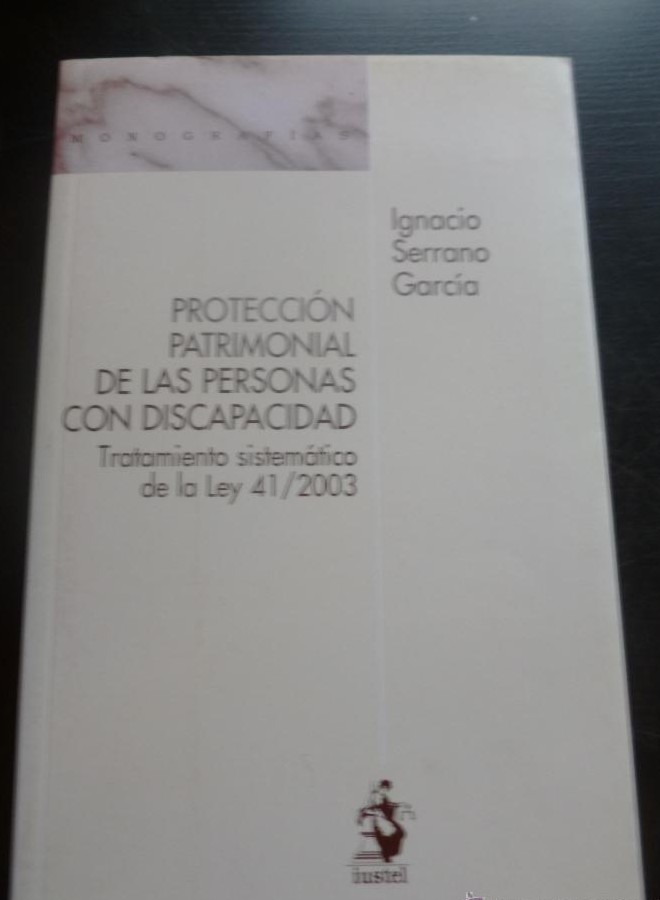 MONOGRAFÍAS
Ignacio
Serrano
García
PROTECCIÓN
PATRIMONIAL
DE LAS PERSONAS
CON DISCAPACIDAD
Tratamiento sistemático
de la Ley 41/2003
iustel